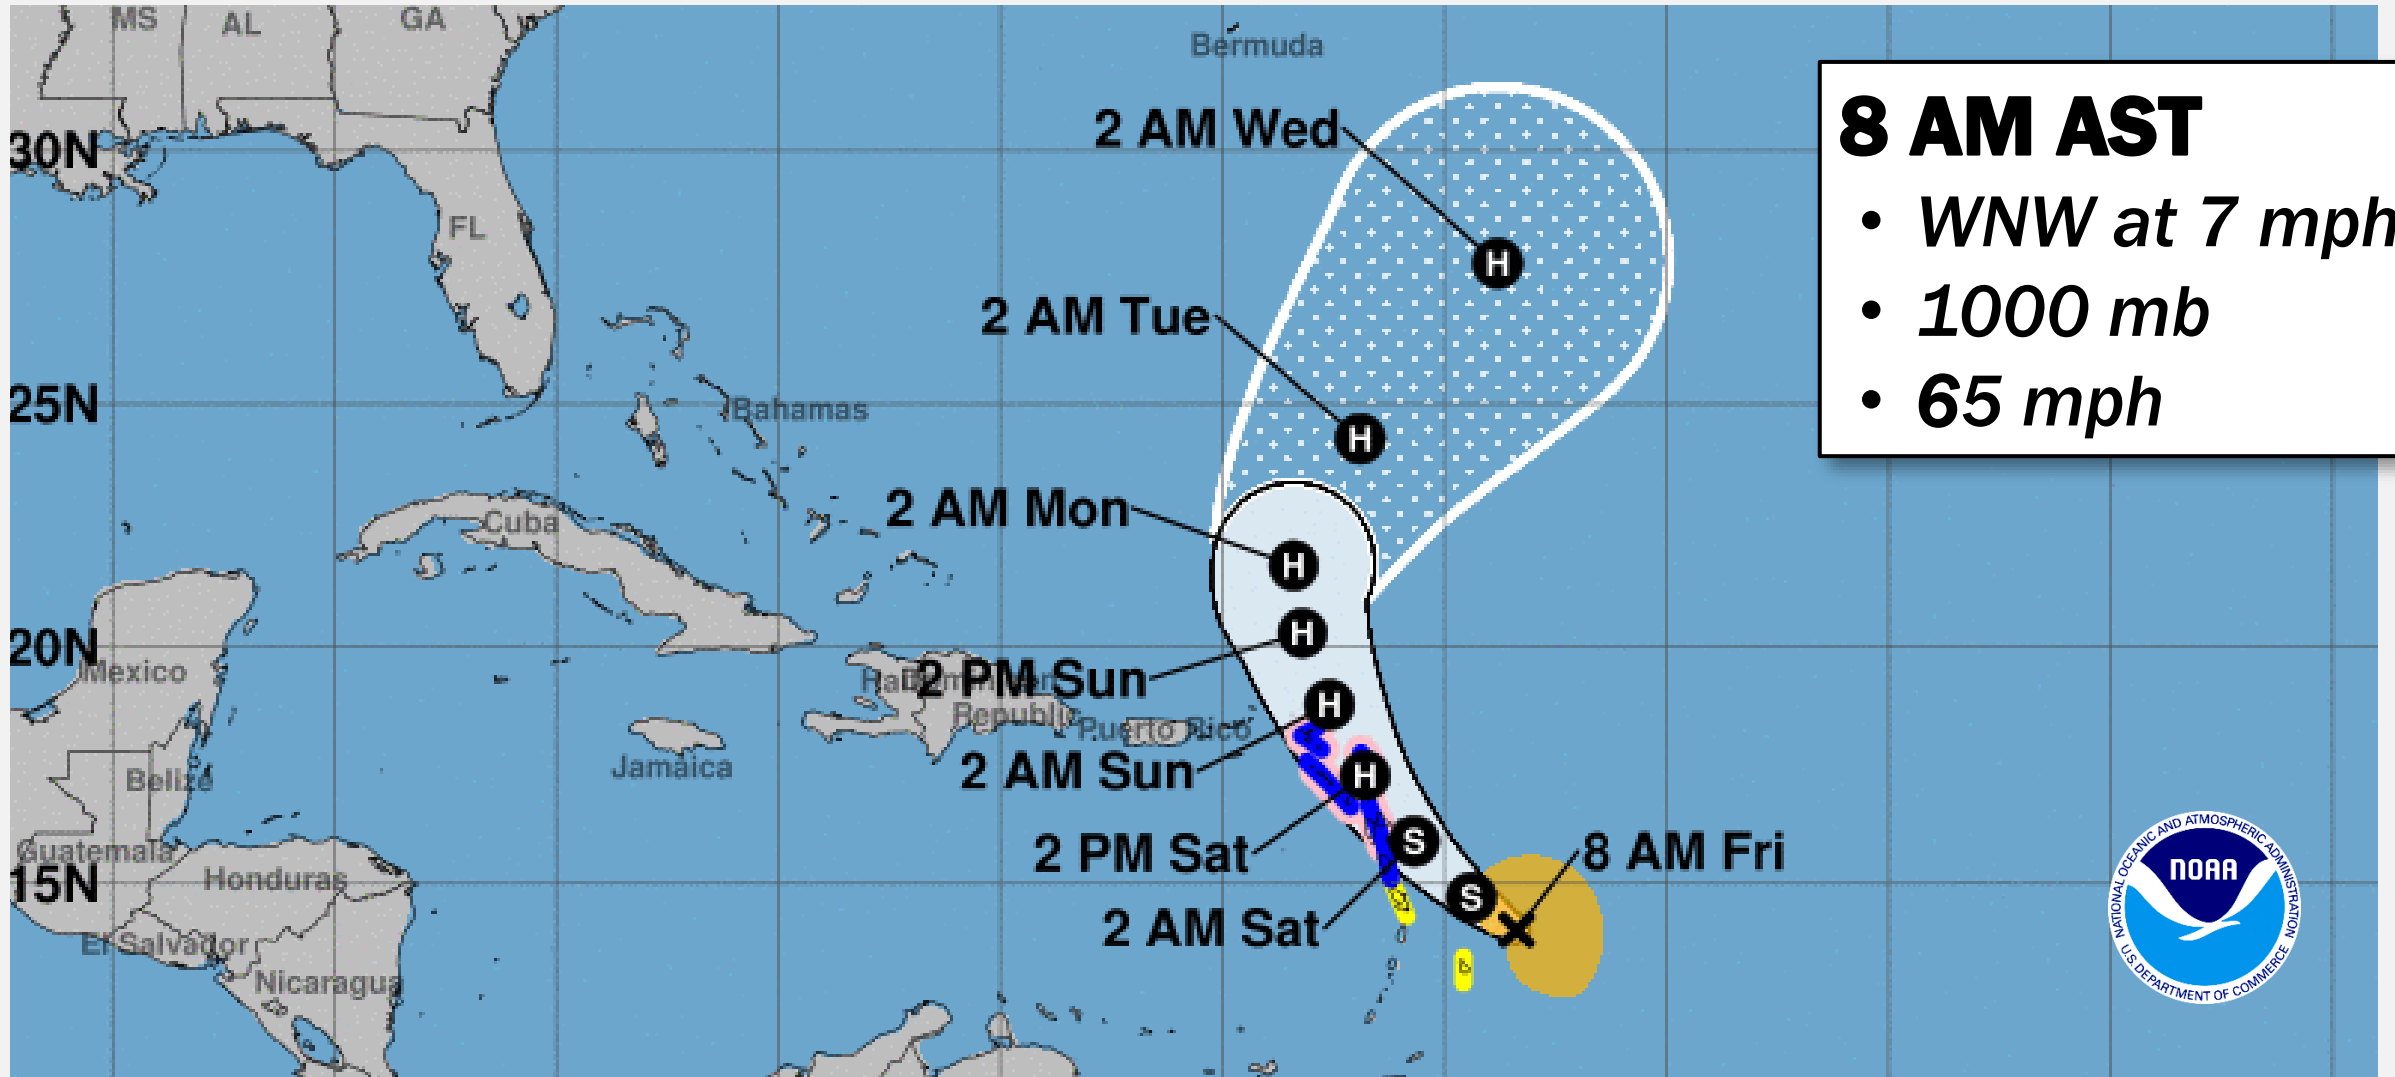 MS
AL
GA
Bermuda
8 AM AST
2 AM Wed
30N
• WNW at 7 mph
FL
H
2 AM Tue
• 1000 mb
25N
Bahamas
• 65 mph
H
2 AM Mon
Cuba
H
20N
H
Mexico
2 PM Sun
Republic
Puerto Rico
H
Jamaica
2 AM Sun
H
Belize
2 PM Sat
S
8 AM Fri
Guatemala
15N
Honduras
S
2 AM Sat
El Salvador
Nicaragua
NATIONAL OCEANIC AND ATMOSPHERIC ADMINISTRATION
NOAA
U.S. DEPARTMENT OF COMMERCE